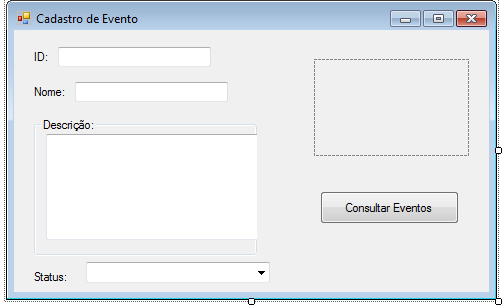 Cadastro de Evento
ID:
Nome:
Descrição:
Consultar Eventos
Status: